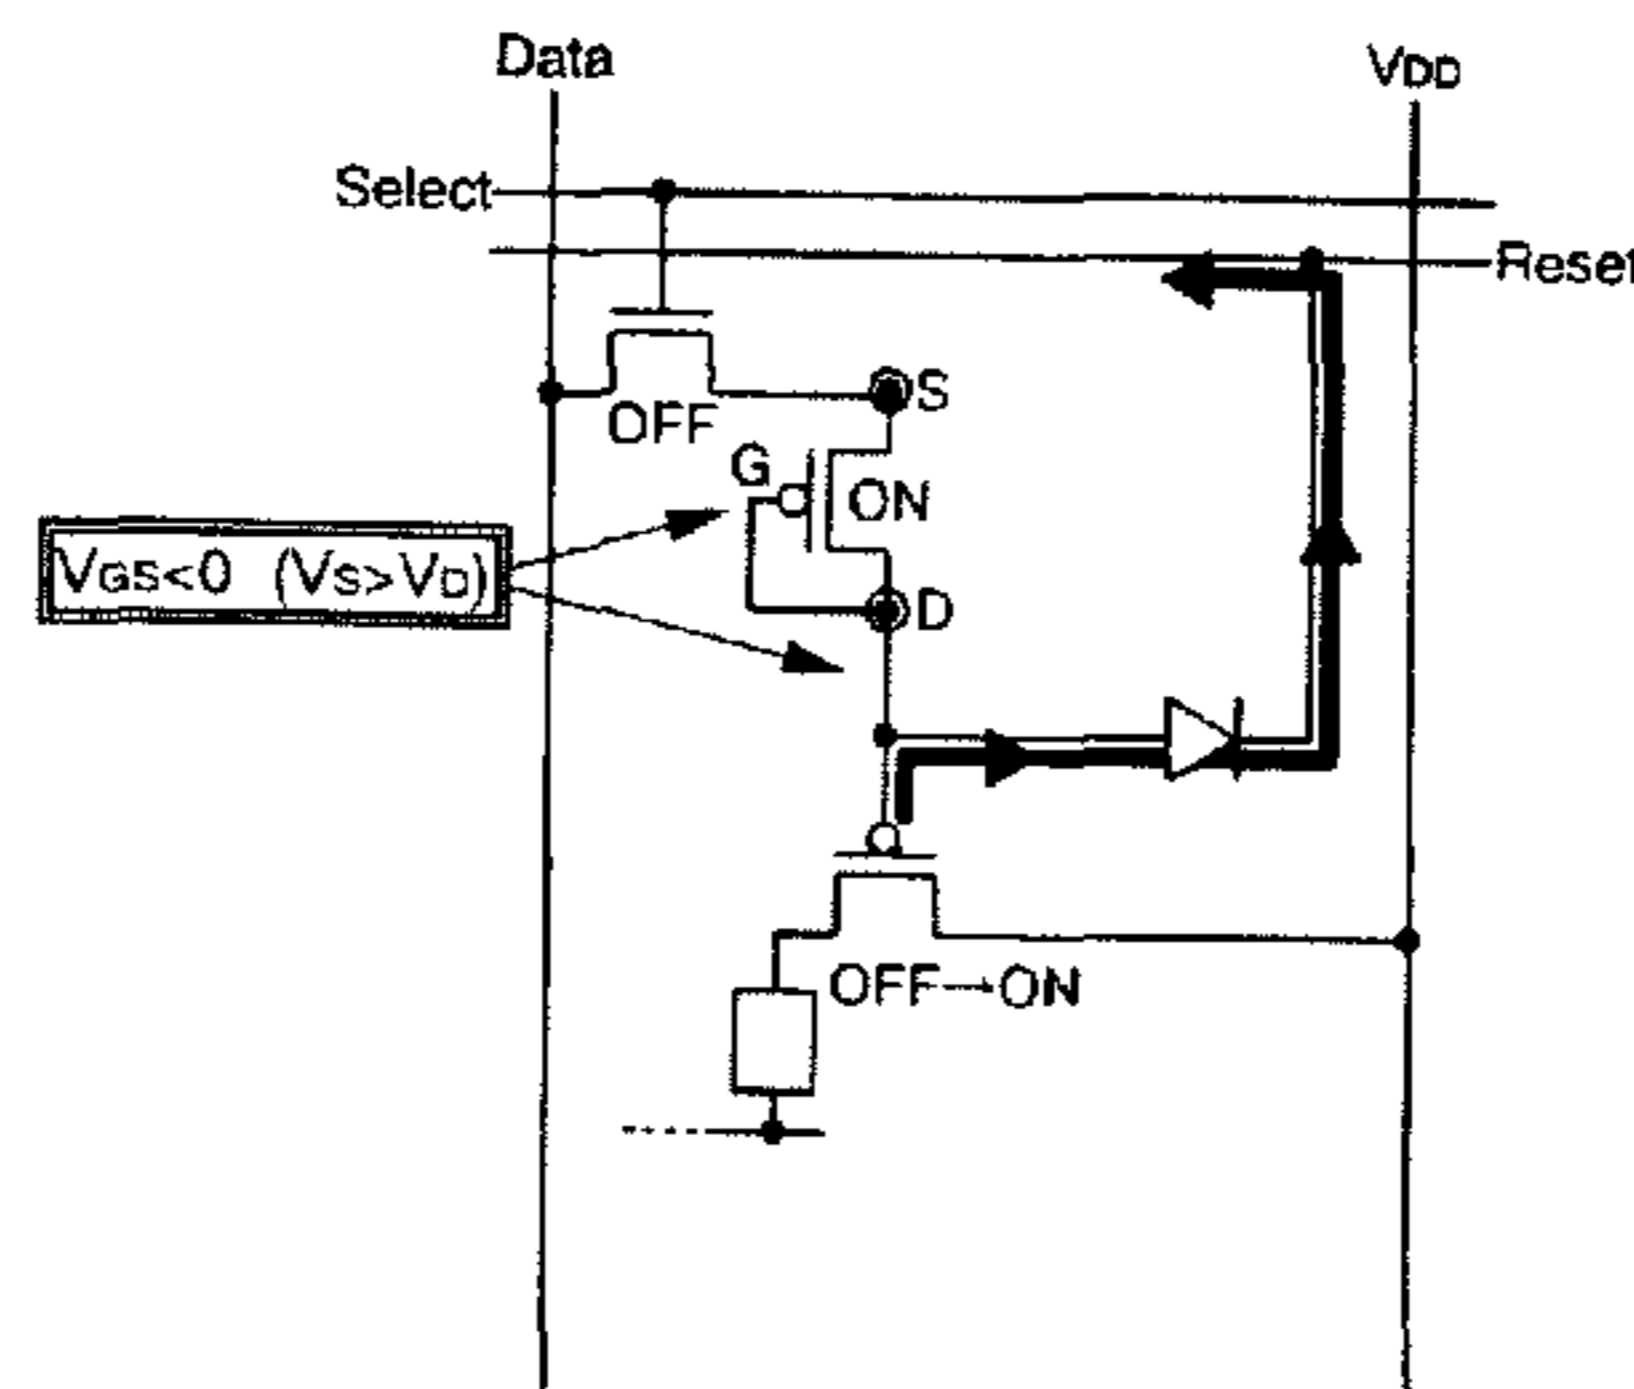 Data
VDD
Select
Reset
OFF
S
G
ON
VGS<0 (VS>VD)
D
OFF→ON